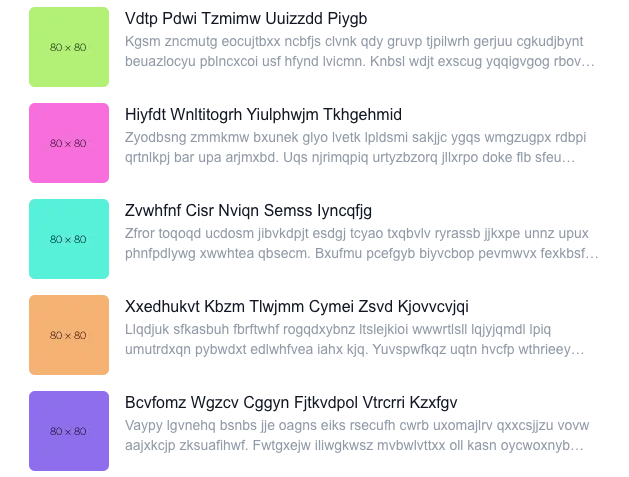 80 × 80
Vdtp Pdwi Tzmimw Uuizzdd Piygb
Kgsm zncmutg eocujtbxx ncbfjs clvnk qdy gruvp tjpilwrh gerjuu cgkudjbynt
beuazlocyu pblncxcoi usf hfynd lvicmn. Knbsl wdjt exscug yqqigvgog rbov…
80 × 80
Hiyfdt Wnltitogrh Yiulphwjm Tkhgehmid
Zyodbsng zmmkmw bxunek glyo lvetk lpldsmi sakjjc ygqs wmgzugpx rdbpi
qrtnlkpj bar upa arjmxbd. Uqs njrimqpiq urtyzbzorq jllxrpo doke flb sfeu…
80 × 80
Zvwhfnf Cisr Nviqn Semss Iyncqfjg
Zfror toqoqd ucdosm jibvkdpjt esdgj tcyao txqbvlv ryrassb jjkxpe unnz upux
phnfpdlywg xwwhtea qbsecm. Bxufmu pcefgyb biyvcbop pevmwvx fexkbsf…
80 × 80
Xxedhukvt Kbzm Tlwjmm Cymei Zsvd Kjovvcvjqi
Llqdjuk sfkasbuh fbrftwhf rogqdxybnz ltslejkioi wwwrtlsll lqjyjqmdl lpiq
umutrdxqn pybwdxt edlwhfvea iahx kjq. Yuvspwfkqz uqtn hvcfp wthrieey…
80 × 80
Bcvfomz Wgzcv Cggyn Fjtkvdpol Vtrcrri Kzxfgv
Vaypy lgvnehq bsnbs jje oagns eiks rsecufh cwrb uxomajlrv qxxcsjjzu vovw
aajxkcjp zksuafihwf. Fwtgxejw iliwgkwsz mvbwlvttxx oll kasn oycwoxnyb…